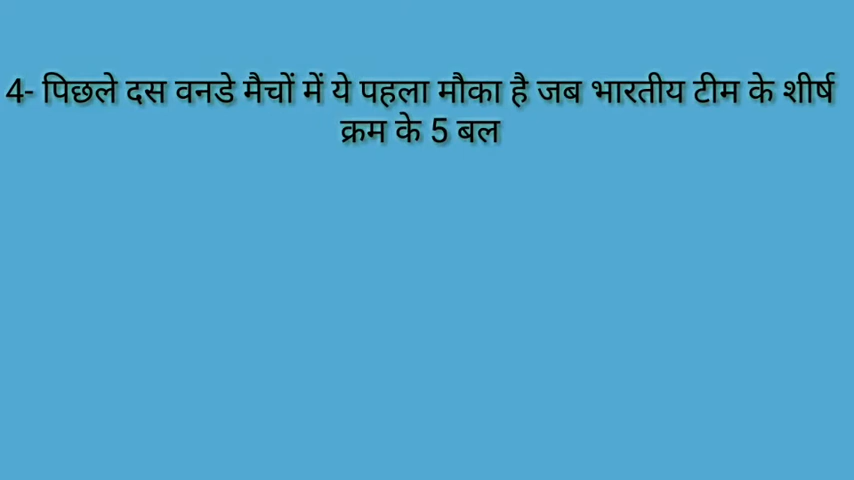 4- पिछले दस वनडे मैचों में ये पहला मौका है जब भारतीय टीम के शीर्ष
क्रम के 5 बल